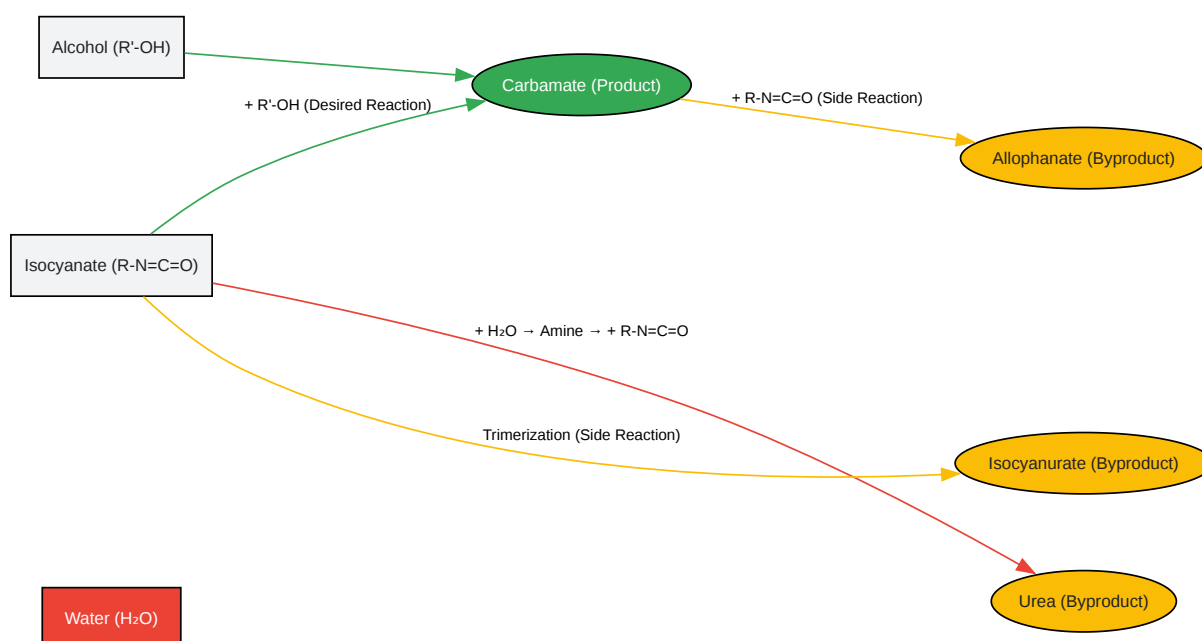 Alcohol (R'-OH)
Carbamate (Product)
+ R'-OH (Desired Reaction)
+ R-N=C=O (Side Reaction)
Allophanate (Byproduct)
Isocyanate (R-N=C=O)
+ H₂O → Amine → + R-N=C=O
Trimerization (Side Reaction)
Isocyanurate (Byproduct)
Urea (Byproduct)
Water (H₂O)